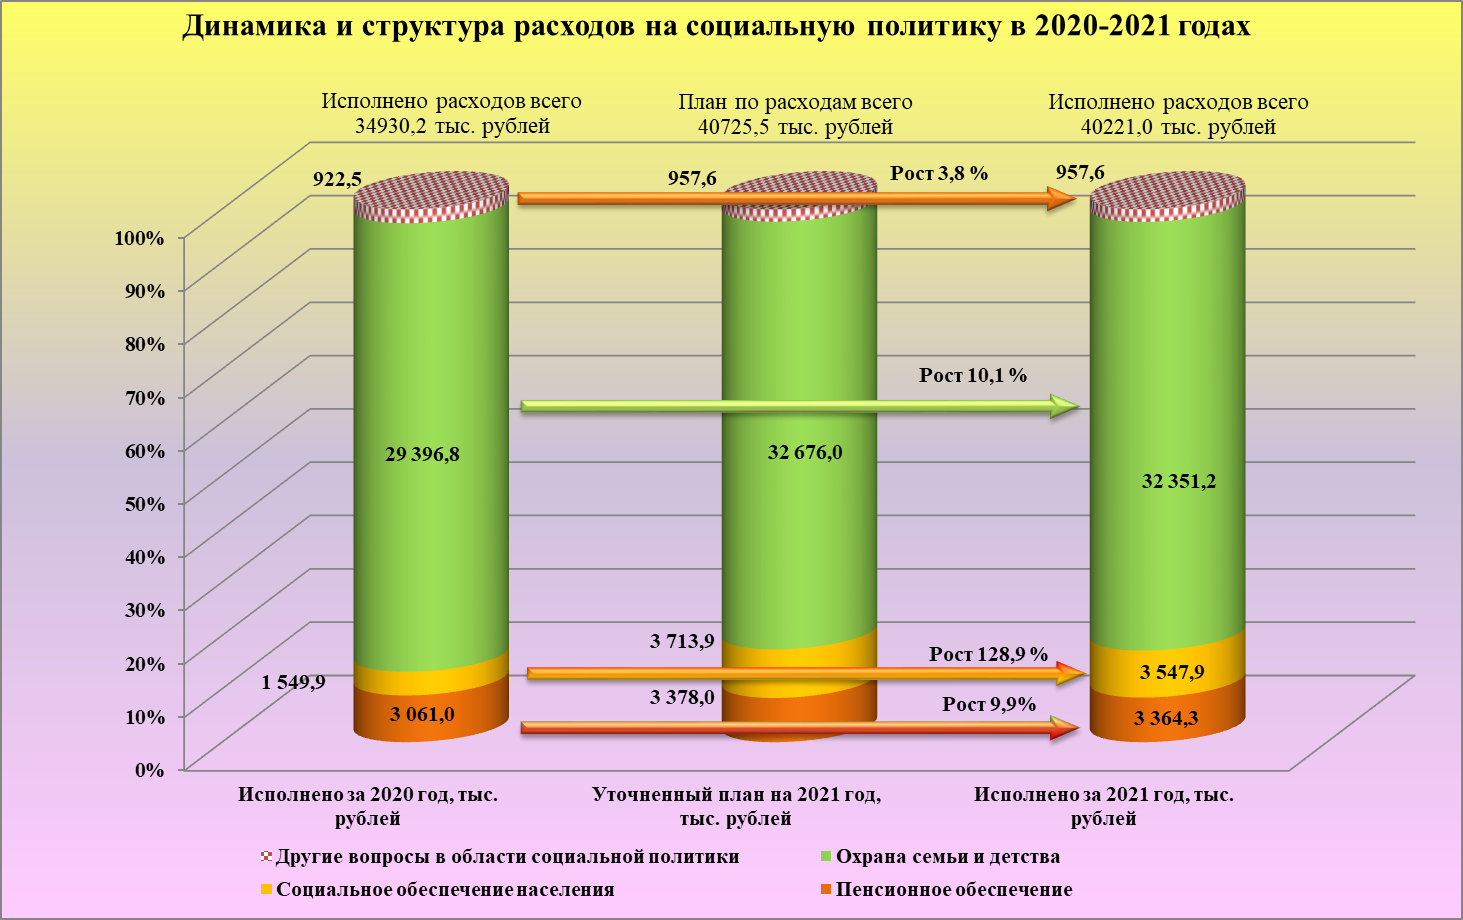 Динамика и структура расходов на социальную политику в 2020-2021 годах
Исполнено расходов всего
34930,2 тыс. рублей
План по расходам всего
40725,5 тыс. рублей
Исполнено расходов всего
40221,0 тыс. рублей
922,5
957,6
Рост 3,8 %
957,6
100%
90%
80%
70%
60%
50%
40%
30%
20%
10%
0%
Рост 10,1 %
29 396,8
32 676,0
32 351,2
3 713,9
Рост 128,9 %
1 549,9
3 547,9
3 378,0
Рост 9,9%
3 061,0
3 364,3
Исполнено за 2020 год, тыс.
рублей
Уточненный план на 2021 год,
тыс. рублей
Исполнено за 2021 год, тыс.
рублей
Другие вопросы в области социальной политики
Охрана семьи и детства
Социальное обеспечение населения
Пенсионное обеспечение